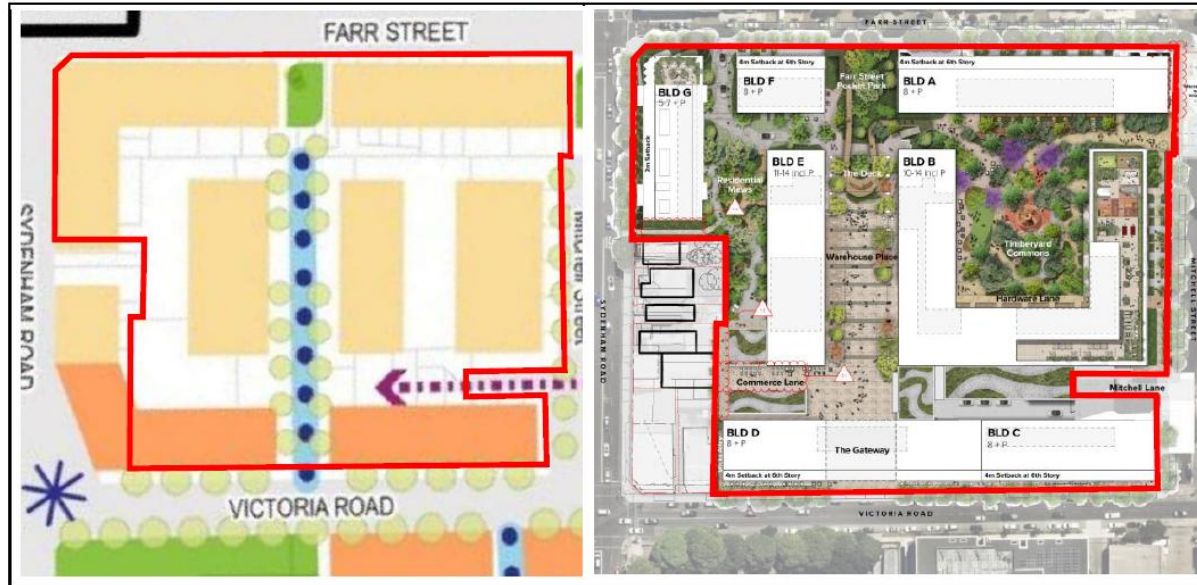 FARR STREET
SYDENHAM ROAD
VICTORIA ROAD
FARR STREET
4m Setback at 6th Story
BLD F
8 + P
Farr Street
Pocket Park
4m Setback at 6th Story
BLD A
8 + P
BLD G
5-7 + P
2m Setback
BLD E
11-14 Incl P
The Deck
BLD B
10-14 Incl P
Residential
Mews
Timberyard
Commons
Warehouse Place
Hardware Lane
MITCHELL STREET
SYDENHAM ROAD
Commerce Lane
Mitchell Lane
BLD D
8 + P
The Gateway
BLD C
8 + P
4m Setback at 6th Story
4m Setback at 6th Story
VICTORIA ROAD